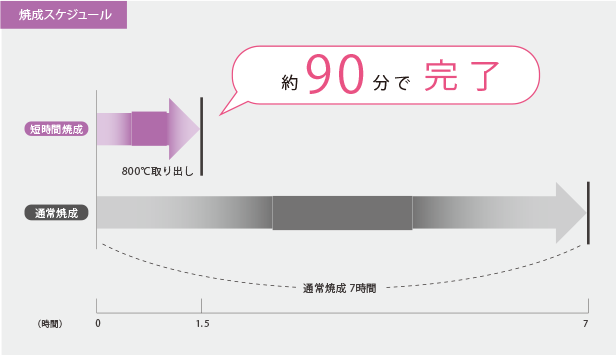 焼成スケジュール
約90分で完了
短時間焼成
800℃取り出し
通常焼成
通常焼成 7時間
（時間） 0 1.5 7